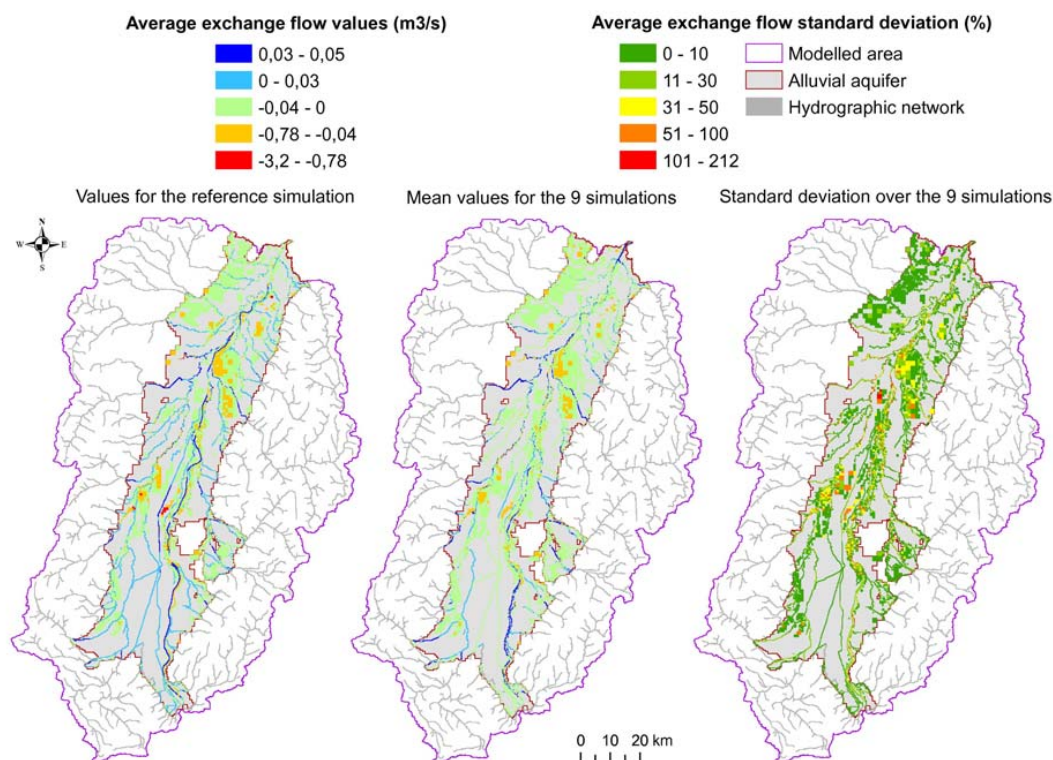 Average exchange flow values (m3/s)
0,03 - 0,05
0 - 0,03
-0,04 - 0
-0,78 - -0,04
-3,2 - -0,78
Average exchange flow standard deviation (%)
0 - 10
11 - 30
31 - 50
51 - 100
101 - 212
Modelled area
Alluvial aquifer
Hydrographic network
Values for the reference simulation
Mean values for the 9 simulations
Standard deviation over the 9 simulations
N
W E
S
0 10 20 km